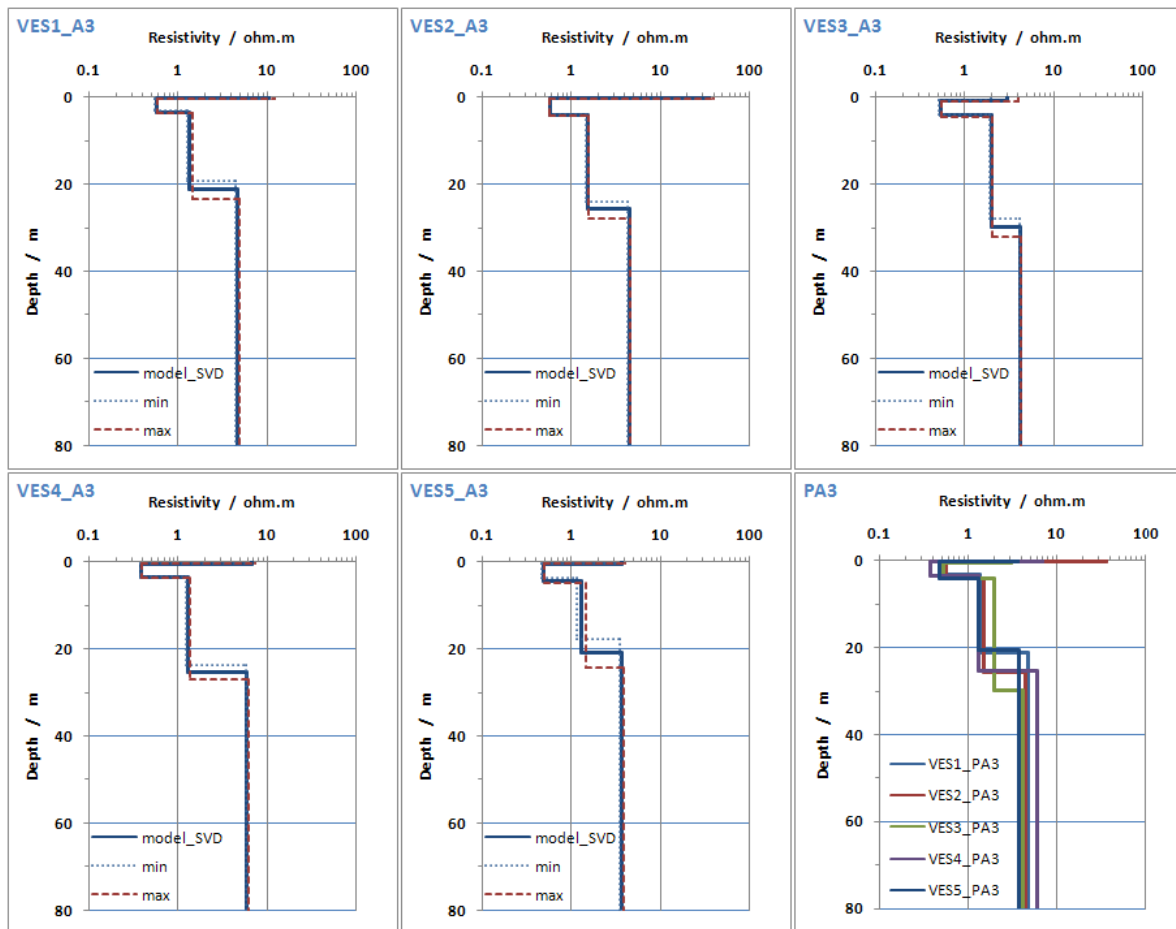 VES1_A3
Resistivity / ohm.m
0.1 1 10 100
0
20
40
60
80
Depth / m
model_SVD
min
max
VES2_A3
Resistivity / ohm.m
0.1 1 10 100
0
20
40
60
80
Depth / m
model_SVD
min
max
VES3_A3
Resistivity / ohm.m
0.1 1 10 100
0
20
40
60
80
Depth / m
model_SVD
min
max
VES4_A3
Resistivity / ohm.m
0.1 1 10 100
0
20
40
60
80
Depth / m
model_SVD
min
max
VES5_A3
Resistivity / ohm.m
0.1 1 10 100
0
20
40
60
80
Depth / m
model_SVD
min
max
PA3
Resistivity / ohm.m
0.1 1 10 100
0
20
40
60
80
Depth / m
VES1_PA3
VES2_PA3
VES3_PA3
VES4_PA3
VES5_PA3